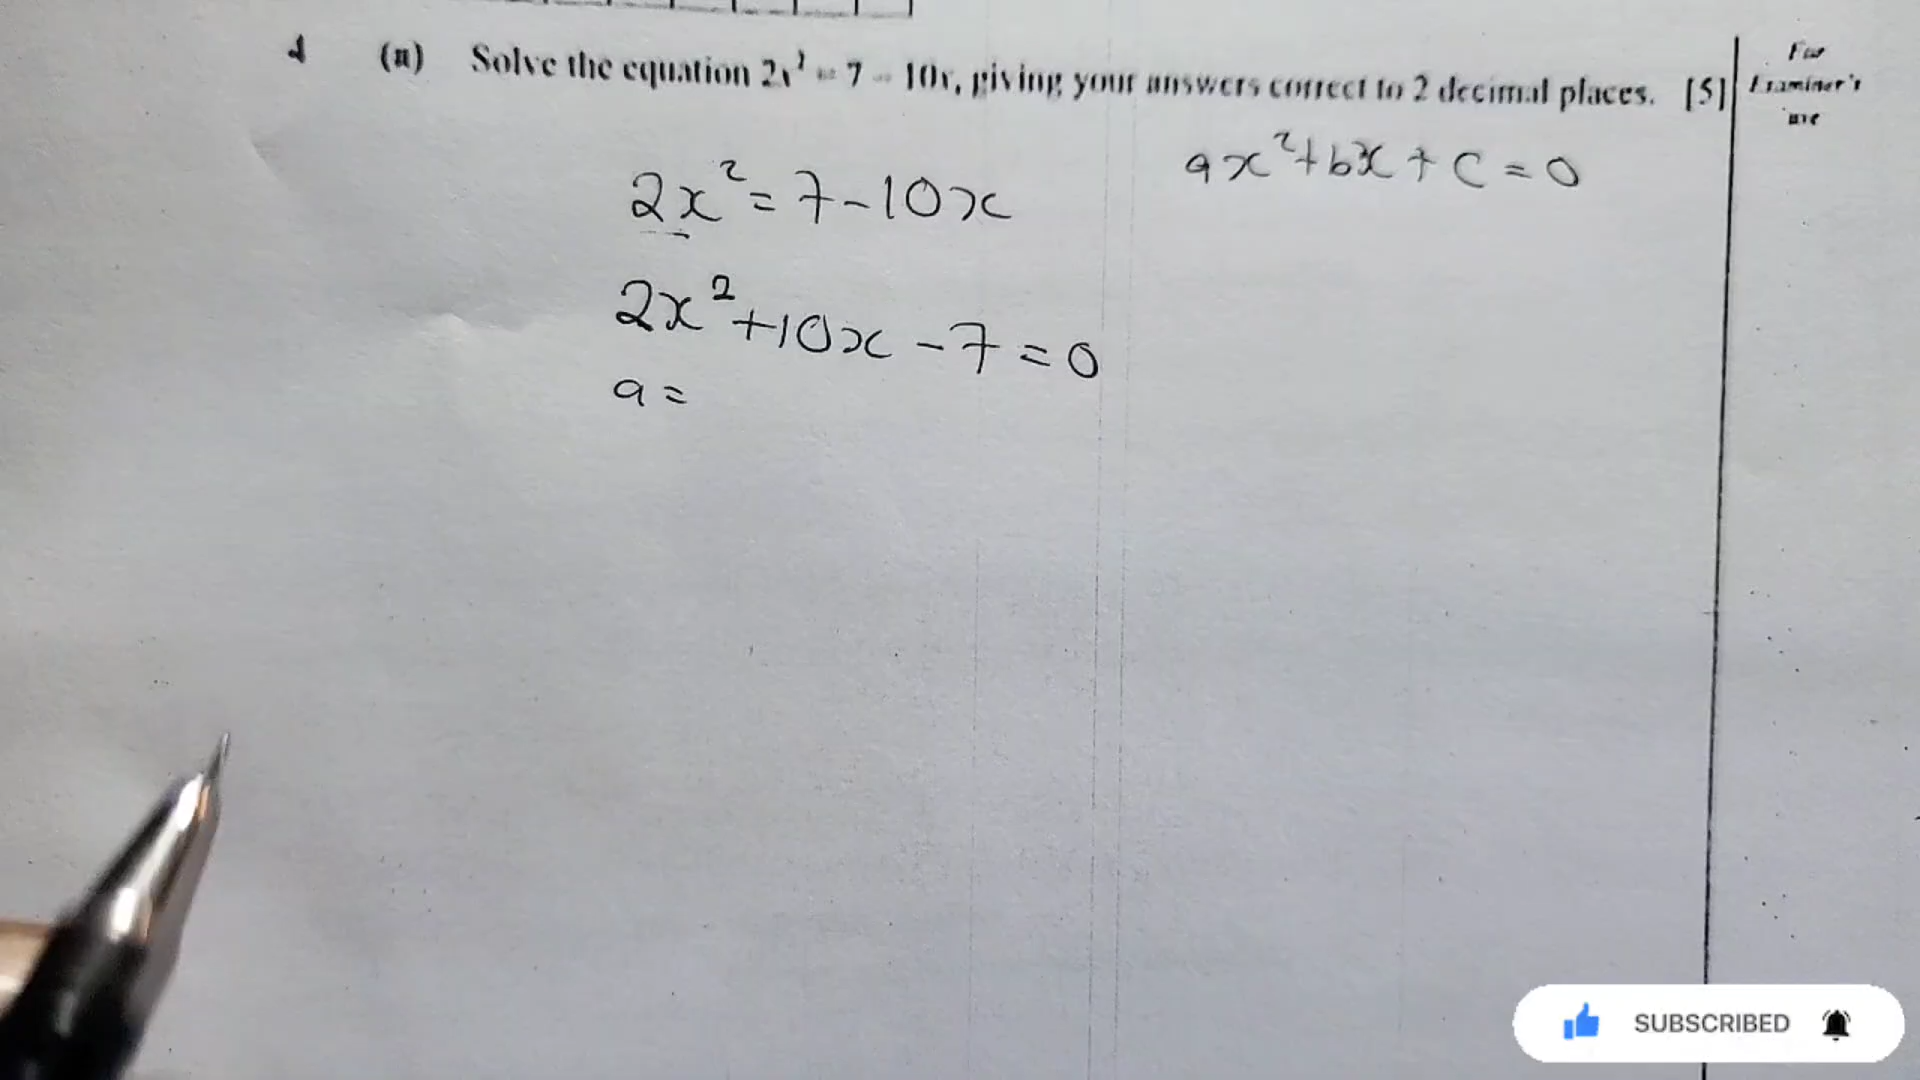 4 (a) Solve the equation 2x² = 7 − 10x, giving your answers correct to 2 decimal places. [5]
For
Examiner's
use
ax²+bx+c=0
2x²=7-10x
2x²+10x-7=0
a=
SUBSCRIBED